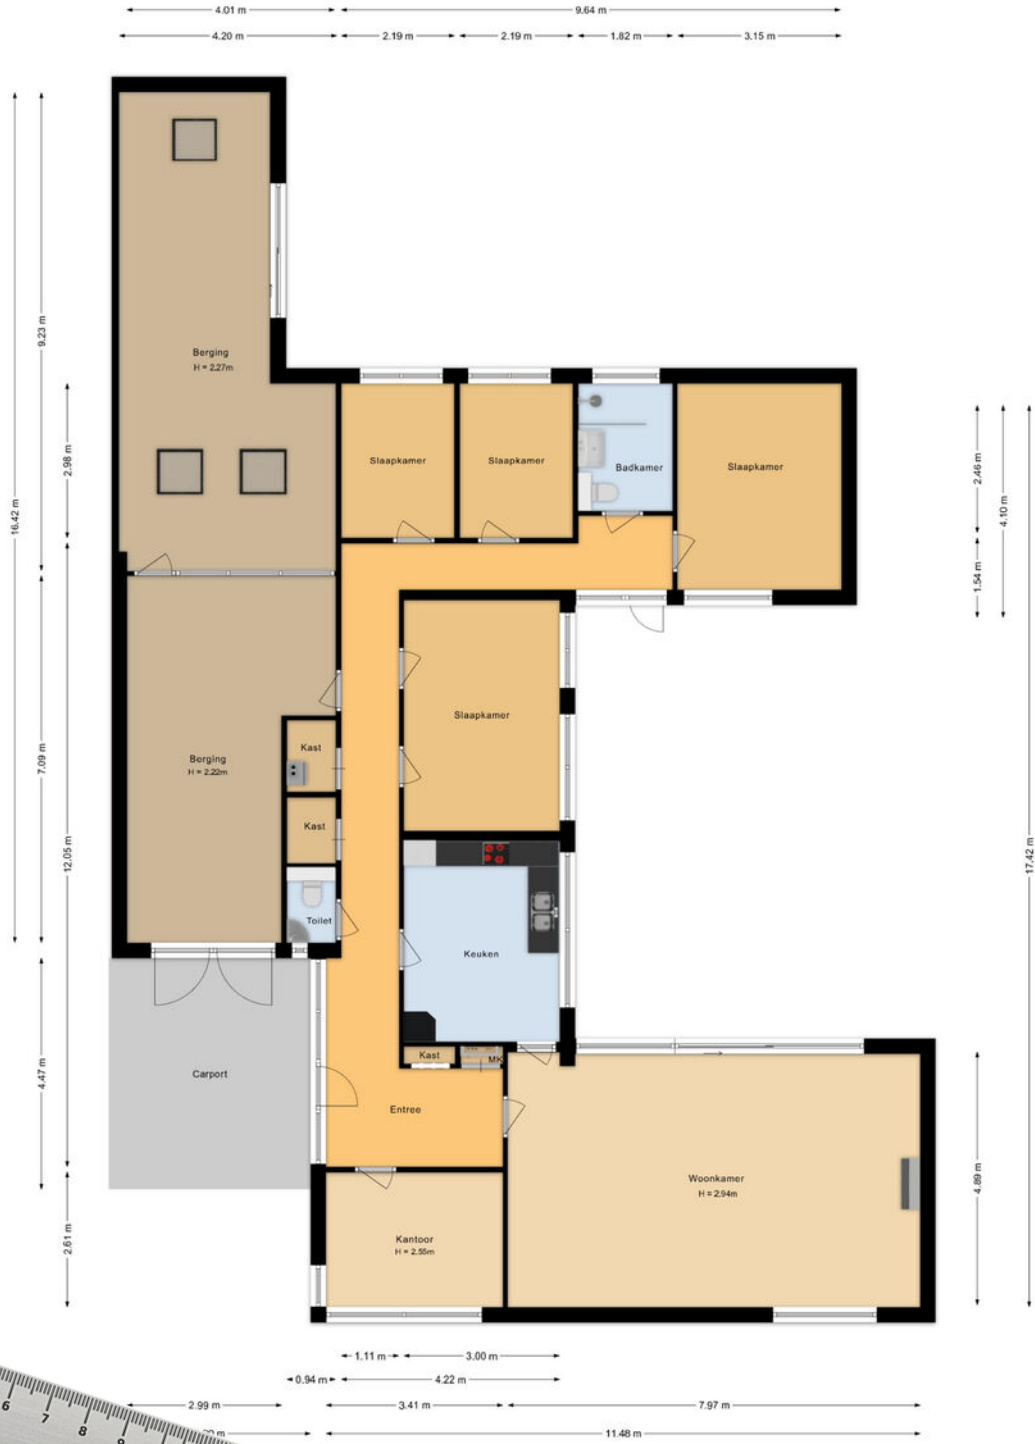 4.01 m
9.64 m
4.20 m
2.19 m
2.19 m
1.82 m
3.15 m
16.42 m
9.23 m
2.98 m
7.09 m
12.05 m
4.47 m
2.61 m
2.46 m
4.10 m
1.54 m
17.42 m
4.89 m
Berging
H = 2.27m
Slaapkamer
Slaapkamer
Badkamer
Slaapkamer
Slaapkamer
Kast
Berging
H = 2.22m
Kast
Toilet
Keuken
Kast
MK
Carport
Entree
Woonkamer
H = 2.94m
Kantoor
H = 2.55m
1.11 m
3.00 m
0.94 m
4.22 m
2.99 m
3.41 m
7.97 m
m
11.48 m
6
7
8
9